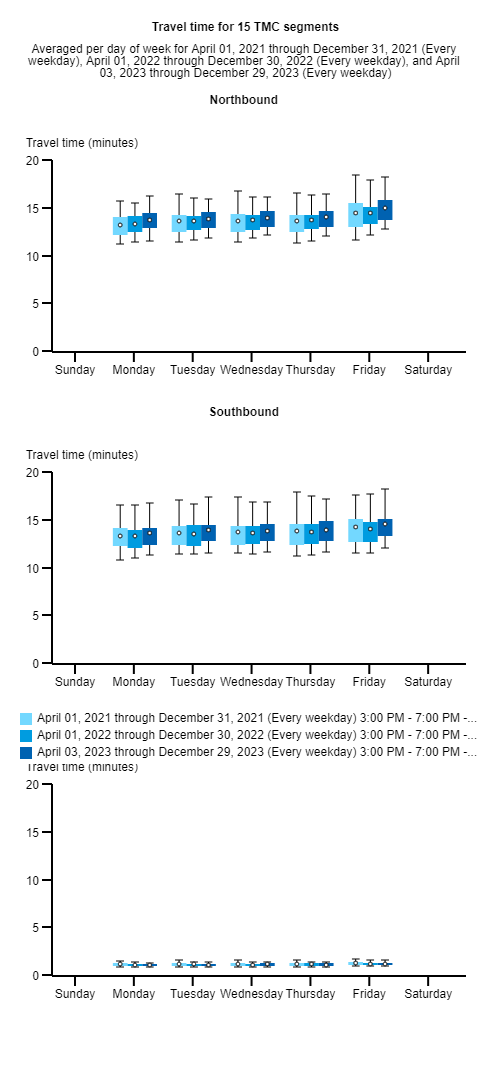 Travel time for 15 TMC segments
Averaged per day of week for April 01, 2021 through December 31, 2021 (Every
weekday), April 01, 2022 through December 30, 2022 (Every weekday), and April
03, 2023 through December 29, 2023 (Every weekday)
Northbound
Travel time (minutes)
20
15
10
5
0
Sunday Monday Tuesday Wednesday Thursday Friday Saturday
Southbound
Travel time (minutes)
20
15
10
5
0
Sunday Monday Tuesday Wednesday Thursday Friday Saturday
April 01, 2021 through December 31, 2021 (Every weekday) 3:00 PM - 7:00 PM -...
April 01, 2022 through December 30, 2022 (Every weekday) 3:00 PM - 7:00 PM -...
April 03, 2023 through December 29, 2023 (Every weekday) 3:00 PM - 7:00 PM -...
Travel time (minutes)
20
15
10
5
0
Sunday Monday Tuesday Wednesday Thursday Friday Saturday